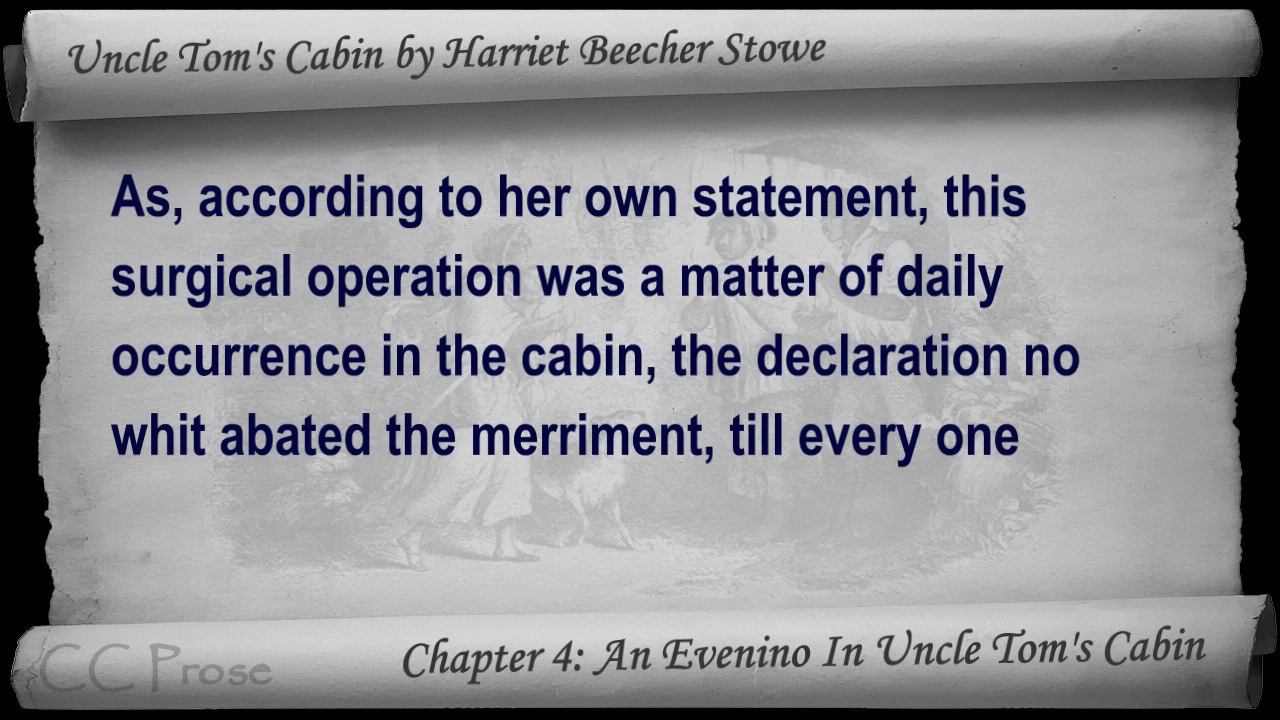 Uncle Tom's Cabin by Harriet Beecher Stowe
As, according to her own statement, this
surgical operation was a matter of daily
occurrence in the cabin, the declaration no
whit abated the merriment, till every one
CC Prose
Chapter 4: An Evenino In Uncle Tom's Cabin